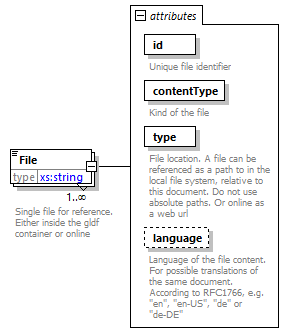 attributes
id
Unique file identifier
contentType
Kind of the file
type
File location. A file can be
referenced as a path to in the
local file system, relative to
this document. Do not use
absolute paths. Or online as
a web url
language
Language of the file content.
For possible translations of
the same document.
According to RFC1766, e.g.
"en", "en-US", "de" or
"de-DE"
File
type xs:string
1..∞
Single file for reference.
Either inside the gldf
container or online